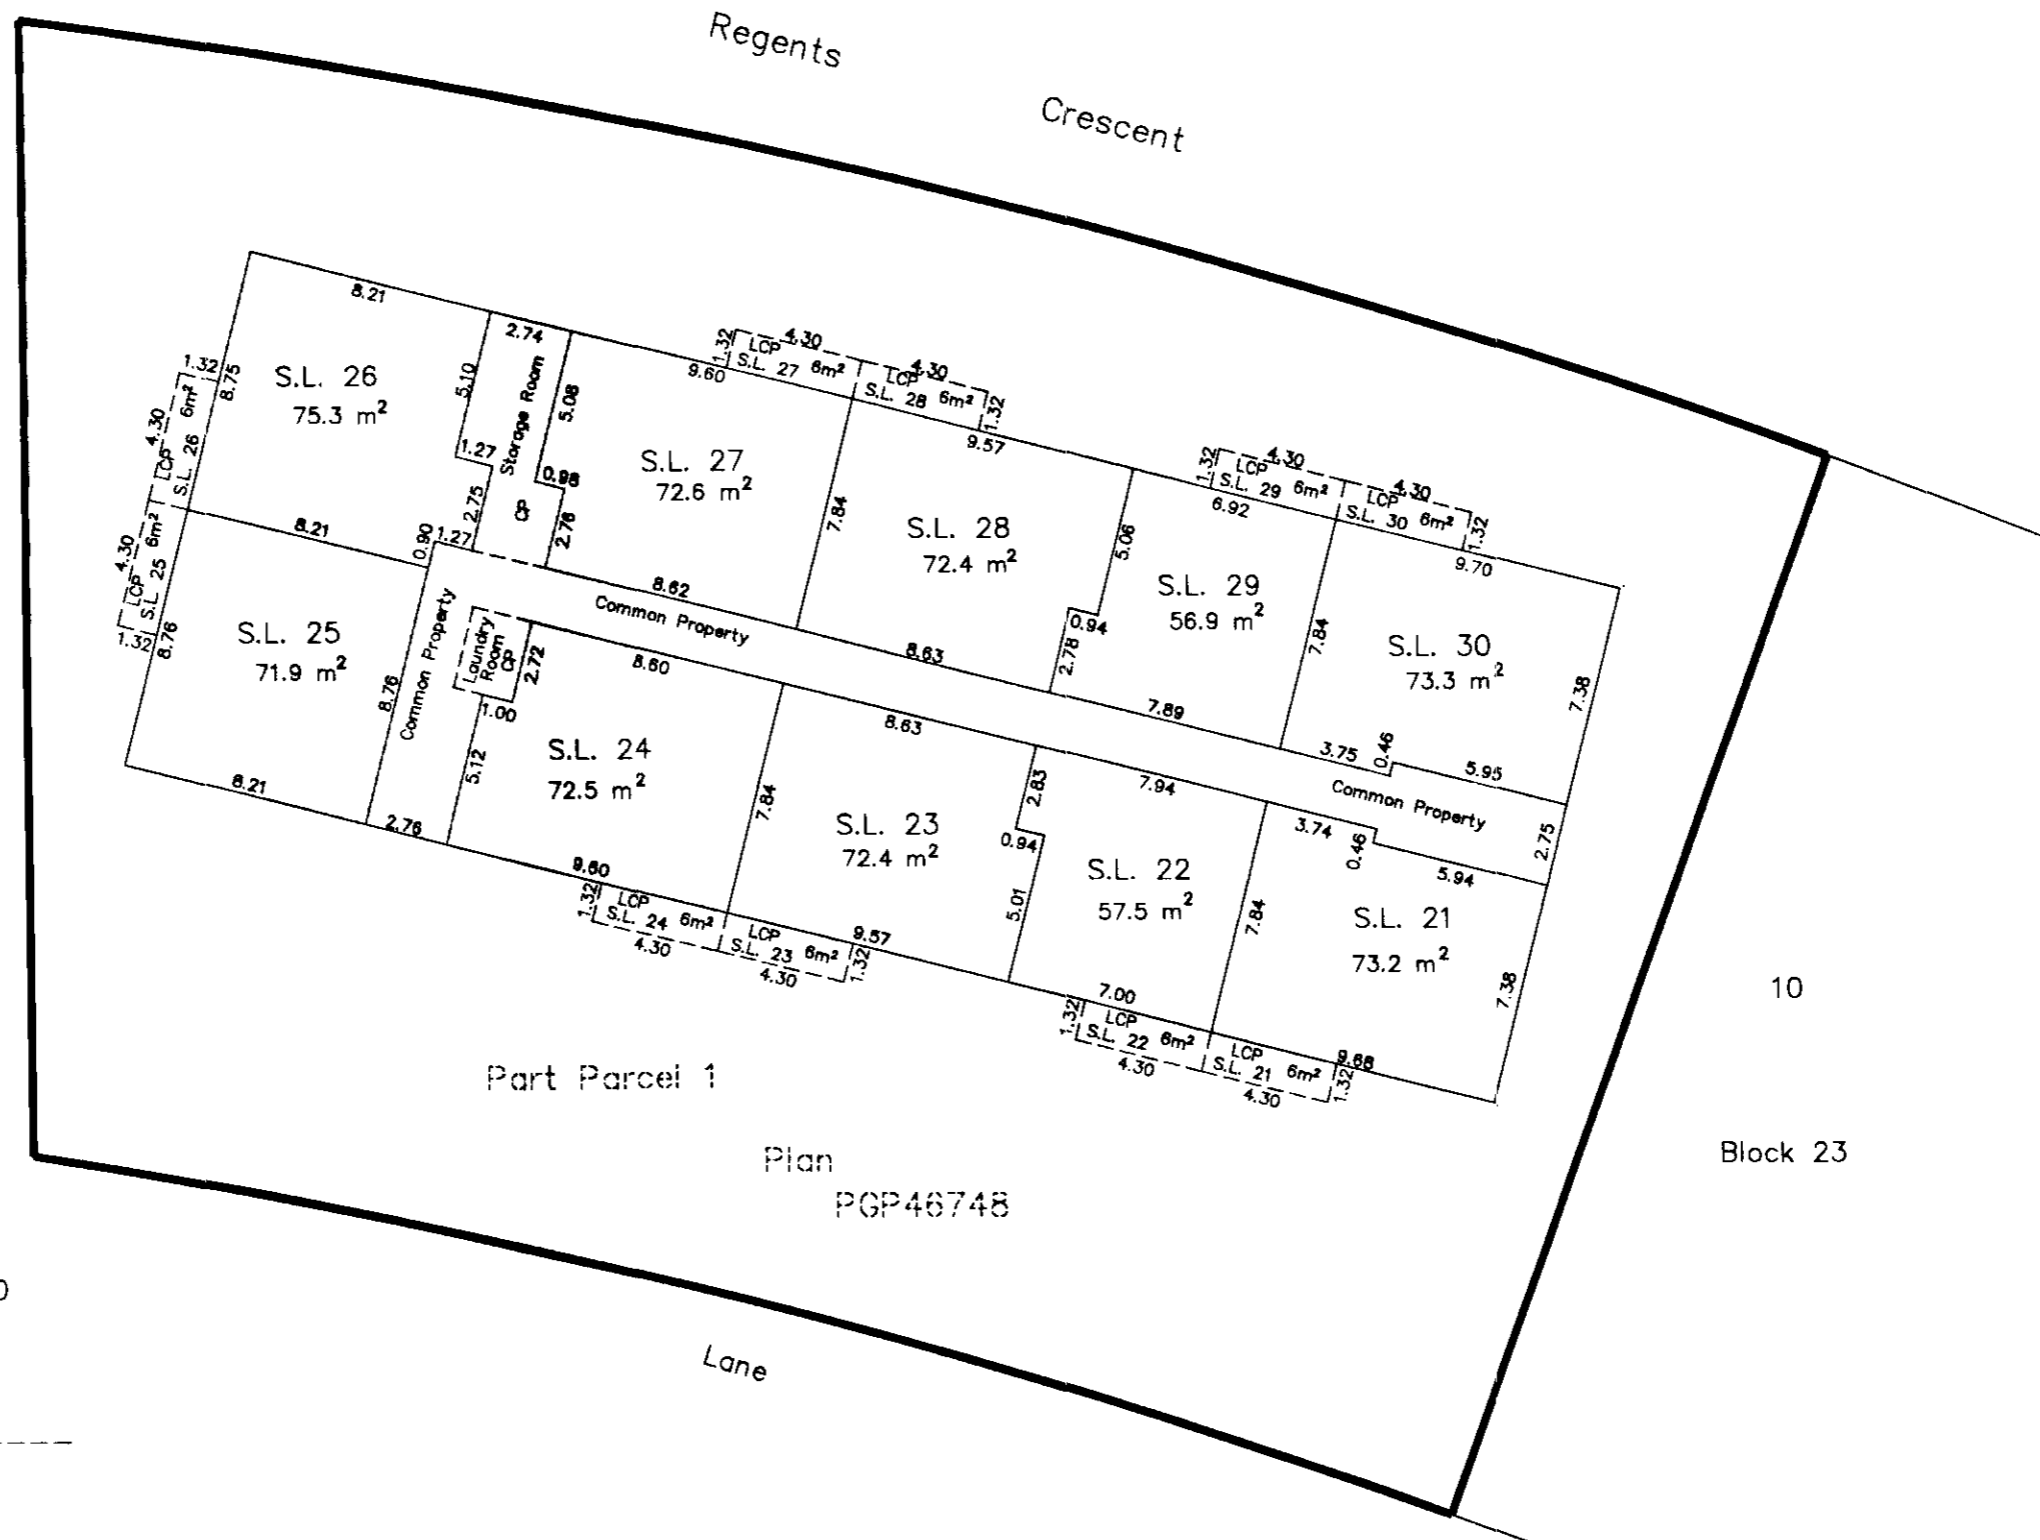 Regents
Crescent
8.21
2.74
1.32
4.30
LCP
S.L. 27 6m²
4.30
LCP
S.L. 28 6m²
1.32
9.60
9.57
1.32
8.75
4.30
LCP
S.L. 26 6m²
S.L. 26
75.3 m²
5.10
1.27
2.75
Storage Room
CP
5.08
0.98
2.76
S.L. 27
72.6 m²
7.84
S.L. 28
72.4 m²
5.06
0.94
2.78
1.32
4.30
LCP
S.L. 29 6m²
4.30
LCP
S.L. 30 6m²
1.32
6.92
9.70
S.L. 29
56.9 m²
7.84
S.L. 30
73.3 m²
7.38
8.21
0.90
1.27
8.62
8.63
7.89
3.75
0.46
5.95
Common Property
Common Property
2.75
4.30
LCP
S.L 25 6m²
1.32
8.76
S.L. 25
71.9 m²
8.76
Common Property
Laundry
Room
CP
2.72
1.00
5.12
8.60
8.63
7.94
3.74
0.46
5.94
S.L. 24
72.5 m²
7.84
S.L. 23
72.4 m²
2.83
0.94
5.01
S.L. 22
57.5 m²
7.84
S.L. 21
73.2 m²
7.38
8.21
2.76
9.60
1.32
LCP
S.L. 24 6m²
4.30
9.57
LCP
S.L. 23 6m²
4.30
1.32
7.00
1.32
LCP
S.L. 22 6m²
4.30
9.68
LCP
S.L. 21 6m²
4.30
1.32
10
Block 23
Part Parcel 1
Plan
PGP46748
Lane